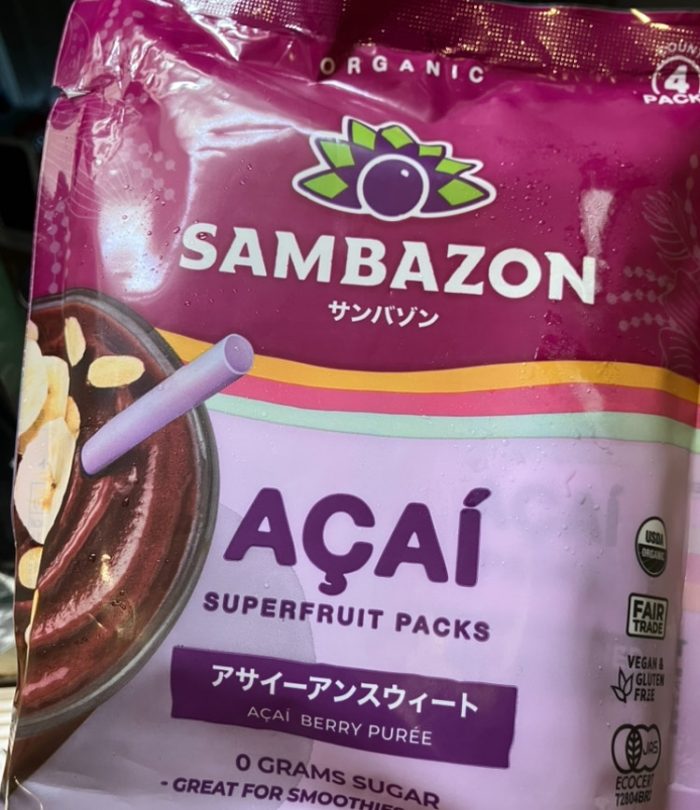 ORGANIC
4
PACK
SAMBAZON
サンバゾン
AÇAÍ
SUPERFRUIT PACKS
アサイーアンスウィート
AÇAÍ BERRY PURÉE
0 GRAMS SUGAR
- GREAT FOR SMOOTHIES
USDA
ORGANIC
FAIR
TRADE
VEGAN &
GLUTEN
FREE
JAS
ECOCERT